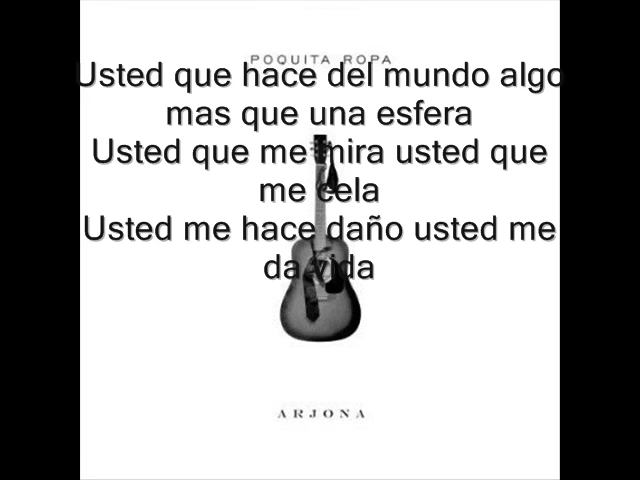 POQUITA ROPA
Usted que hace del mundo algo
mas que una esfera
Usted que me mira usted que
me cela
Usted me hace daño usted me
da vida
ARJONA